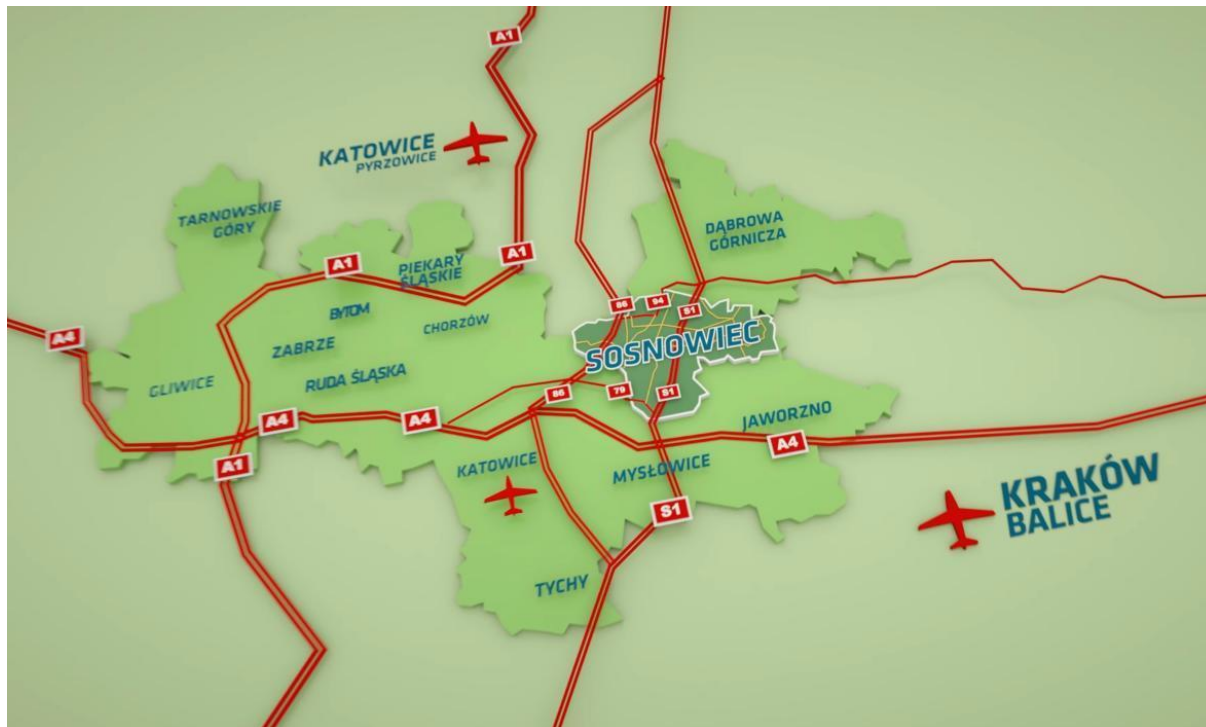 A1
KATOWICE
PYRZOWICE
TARNOWSKIE
GÓRY
DĄBROWA
GÓRNICZA
A1
A1
PIEKARY
ŚLĄSKIE
BYTOM
CHORZÓW
86
94
S1
A4
ZABRZE
SOSNOWIEC
GLIWICE
RUDA ŚLĄSKA
86
79
S1
A4
A4
JAWORZNO
A4
A1
KATOWICE
MYSŁOWICE
S1
KRAKÓW
BALICE
TYCHY